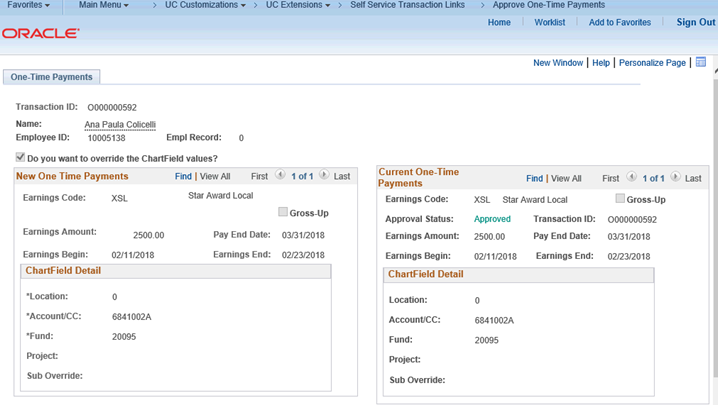 Favorites Main Menu > UC Customizations > UC Extensions > Self Service Transaction Links > Approve One-Time Payments
Home Worklist Add to Favorites Sign Out
ORACLE
New Window | Help | Personalize Page |
One-Time Payments
Transaction ID: O000000592
Name: Ana Paula Colicelli
Employee ID: 10005138 Empl Record: 0
Do you want to override the ChartField values?
New One Time Payments Find | View All First 1 of 1 Last
Earnings Code: XSL Star Award Local
Gross-Up
Earnings Amount: 2500.00 Pay End Date: 03/31/2018
Earnings Begin: 02/11/2018 Earnings End: 02/23/2018
ChartField Detail
*Location: 0
*Account/CC: 6841002A
*Fund: 20095
Project:
Sub Override:
Current One-Time
Payments Find | View All First 1 of 1 Last
Earnings Code: XSL Star Award Local Gross-Up
Approval Status: Approved Transaction ID: O000000592
Earnings Amount: 2500.00 Pay End Date: 03/31/2018
Earnings Begin: 02/11/2018 Earnings End: 02/23/2018
ChartField Detail
Location: 0
Account/CC: 6841002A
Fund: 20095
Project:
Sub Override: